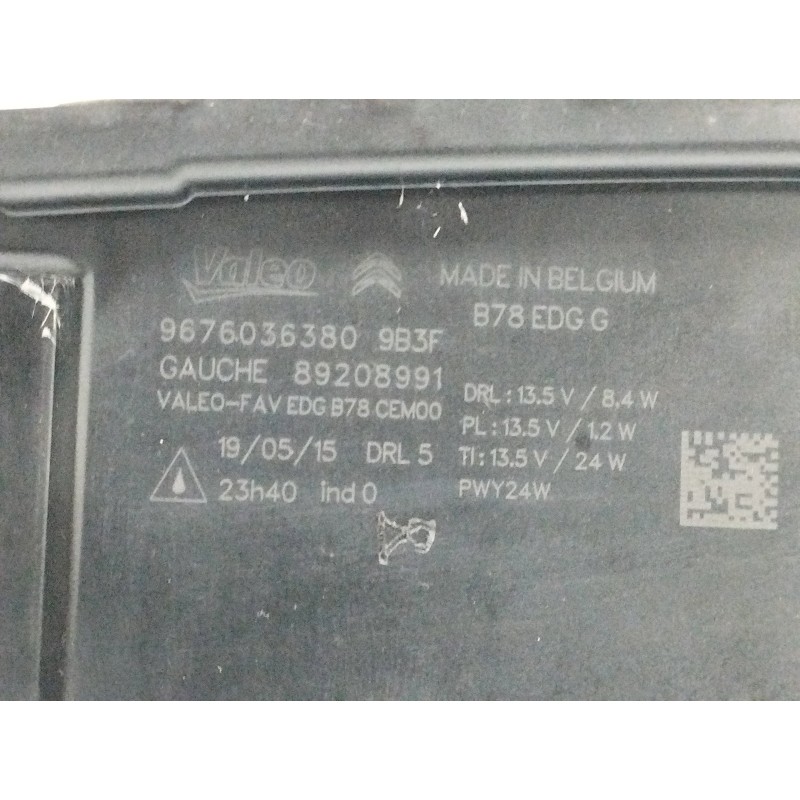 Valeo MADE IN BELGIUM
B78 EDG G
9676036380 9B3F
GAUCHE 89208991
VALEO-FAV EDG B78 CEM00
19/05/15 DRL 5
23h40 ind 0
DRL : 13.5 V / 8.4 W
PL : 13.5 V / 1.2 W
TI : 13.5 V / 24 W
PWY24W